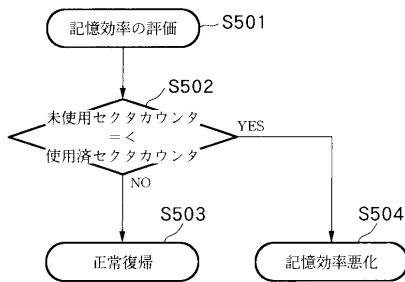 記憶効率の評価
S501
S502
未使用セクタカウンタ
=<
使用済セクタカウンタ
YES
NO
S503
正常復帰
S504
記憶効率悪化